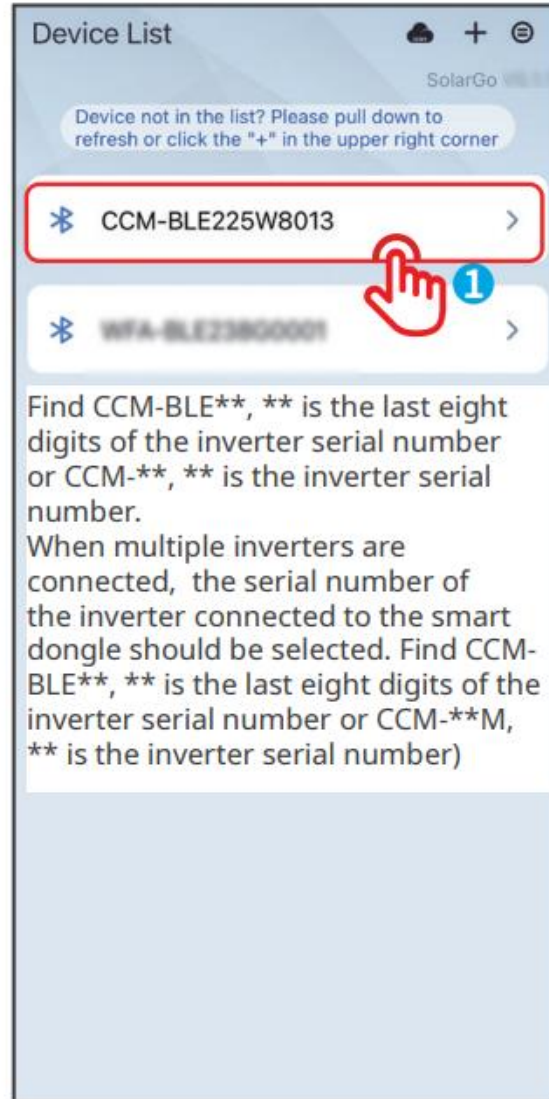 Device List
SolarGo
Device not in the list? Please pull down to
refresh or click the "+" in the upper right corner
CCM-BLE225W8013
1
WFA-BLE238G0001
Find CCM-BLE**, ** is the last eight
digits of the inverter serial number
or CCM-**, ** is the inverter serial
number.
When multiple inverters are
connected, the serial number of
the inverter connected to the smart
dongle should be selected. Find CCM-
BLE**, ** is the last eight digits of the
inverter serial number or CCM-**M,
** is the inverter serial number)